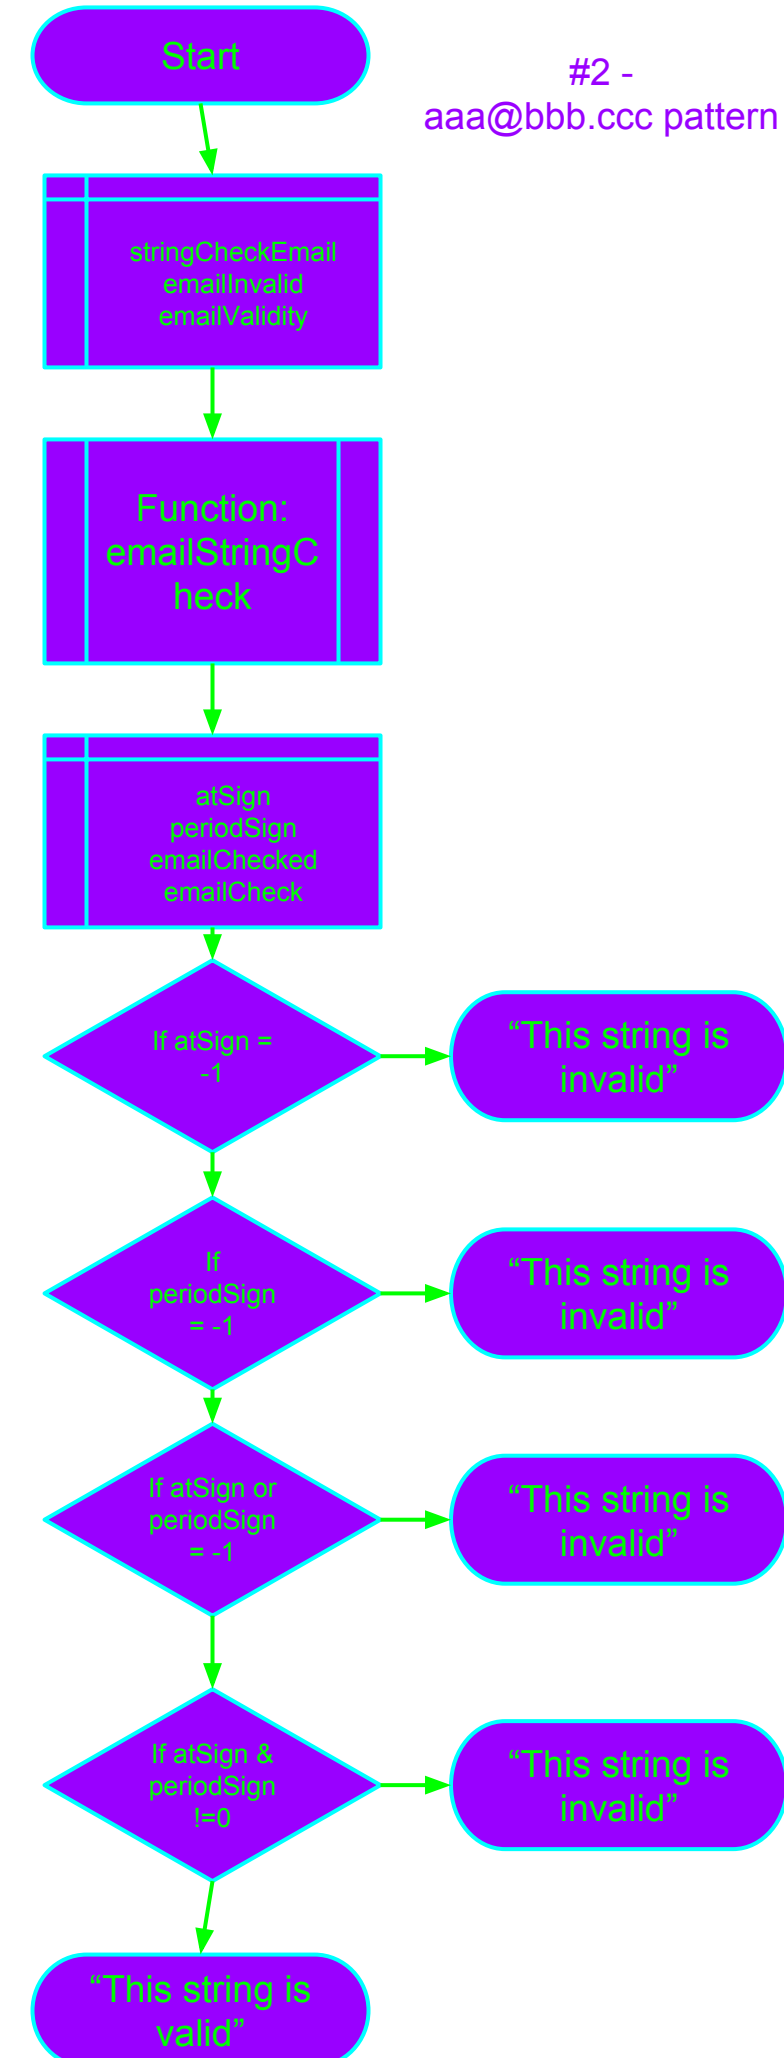 Start
#2 -
aaa@bbb.ccc pattern
stringCheckEmail
emailInvalid
emailValidity
Function:
emailStringC
heck
atSign
periodSign
emailChecked
emailCheck
If atSign =
-1
“This string is
invalid”
If
periodSign
= -1
“This string is
invalid”
If atSign or
periodSign
= -1
“This string is
invalid”
If atSign &
periodSign
!=0
“This string is
invalid”
“This string is
valid”